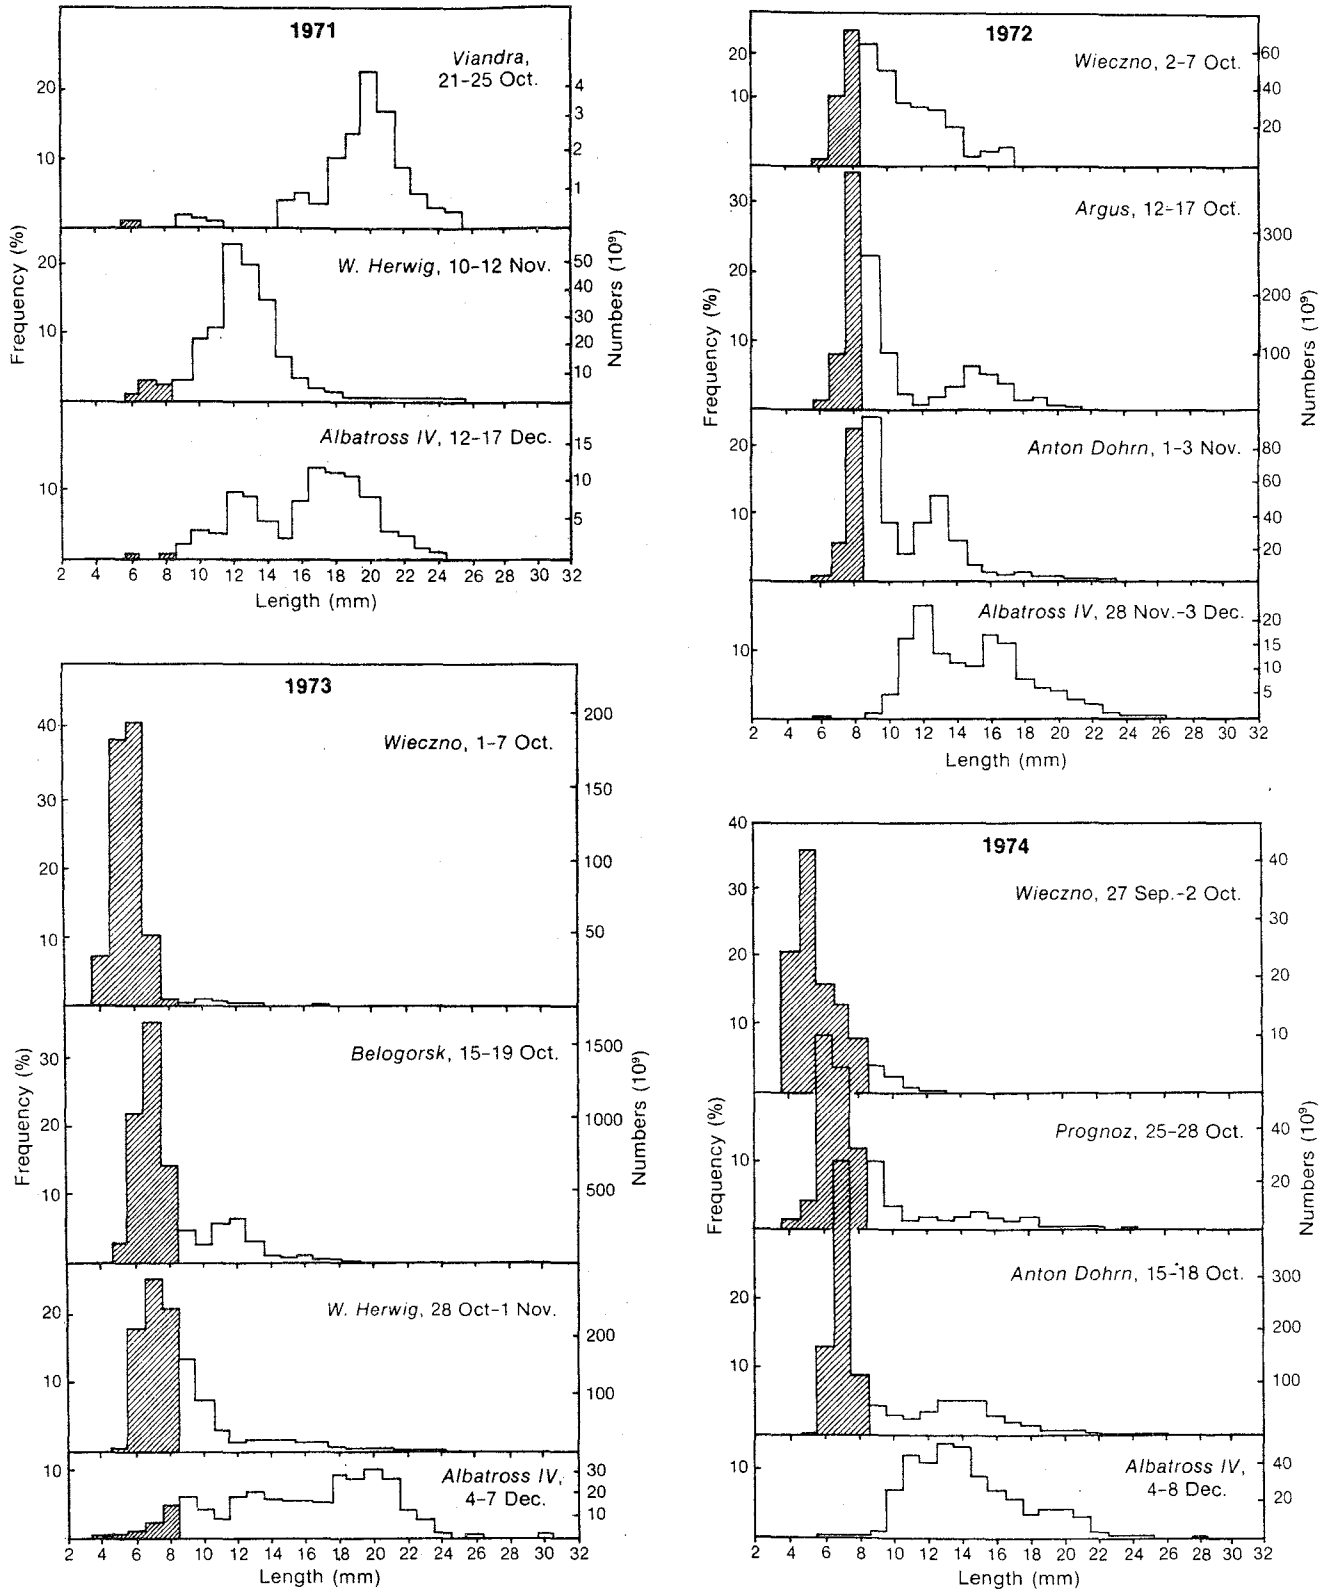 1971
Viandra,
21-25 Oct.
20
10
4
3
2
1
W. Herwig, 10-12 Nov.
20
10
50
40
30
20
10
Albatross IV, 12-17 Dec.
10
15
10
5
Frequency (%)
Numbers (10⁹)
2 4 6 8 10 12 14 16 18 20 22 24 26 28 30 32
Length (mm)
1972
Wieczno, 2-7 Oct.
20
10
60
40
20
Argus, 12-17 Oct.
30
20
10
300
200
100
Anton Dohrn, 1-3 Nov.
20
10
80
60
40
20
Albatross IV, 28 Nov.-3 Dec.
10
20
15
10
5
Frequency (%)
Numbers (10⁹)
2 4 6 8 10 12 14 16 18 20 22 24 26 28 30 32
Length (mm)
1973
Wieczno, 1-7 Oct.
40
30
20
10
200
150
100
50
Belogorsk, 15-19 Oct.
30
20
10
1500
1000
500
W. Herwig, 28 Oct-1 Nov.
20
10
200
100
Albatross IV,
4-7 Dec.
10
30
20
10
Frequency (%)
Numbers (10⁹)
2 4 6 8 10 12 14 16 18 20 22 24 26 28 30 32
Length (mm)
1974
Wieczno, 27 Sep.-2 Oct.
40
30
20
10
40
30
20
10
Prognoz, 25-28 Oct.
10
40
20
Anton Dohrn, 15-18 Oct.
20
10
300
200
100
Albatross IV,
4-8 Dec.
10
40
20
Frequency (%)
Numbers (10⁹)
2 4 6 8 10 12 14 16 18 20 22 24 26 28 30 32
Length (mm)